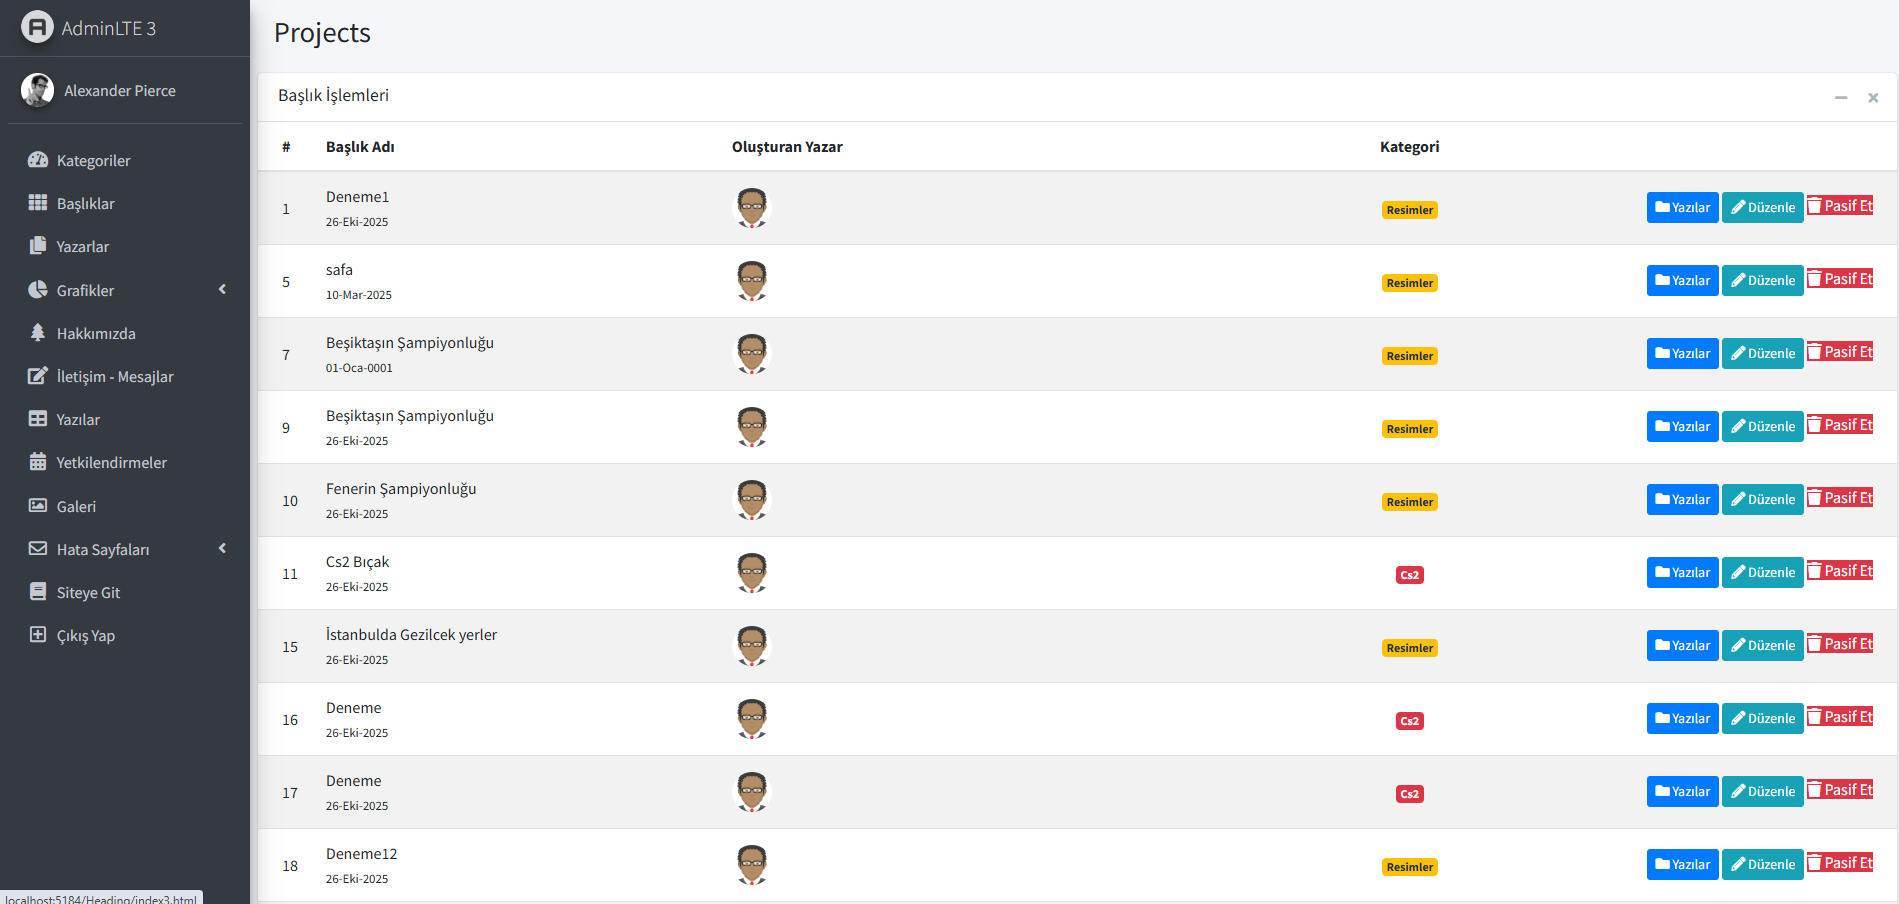 AdminLTE 3
Alexander Pierce
Kategoriler
Başlıklar
Yazarlar
Grafikler
Hakkımızda
İletişim - Mesajlar
Yazılar
Yetkilendirmeler
Galeri
Hata Sayfaları
Siteye Git
Çıkış Yap
localhost:5184/Heading/index3.html
Projects
Başlık İşlemleri
# Başlık Adı Oluşturan Yazar Kategori
1 Deneme1 Resimler Yazılar Düzenle Pasif Et
26-Eki-2025
5 safa Resimler Yazılar Düzenle Pasif Et
10-Mar-2025
7 Beşiktaşın Şampiyonluğu Resimler Yazılar Düzenle Pasif Et
01-Oca-0001
9 Beşiktaşın Şampiyonluğu Resimler Yazılar Düzenle Pasif Et
26-Eki-2025
10 Fenerin Şampiyonluğu Resimler Yazılar Düzenle Pasif Et
26-Eki-2025
11 Cs2 Bıçak Cs2 Yazılar Düzenle Pasif Et
26-Eki-2025
15 İstanbulda Gezilcek yerler Resimler Yazılar Düzenle Pasif Et
26-Eki-2025
16 Deneme Cs2 Yazılar Düzenle Pasif Et
26-Eki-2025
17 Deneme Cs2 Yazılar Düzenle Pasif Et
26-Eki-2025
18 Deneme12 Resimler Yazılar Düzenle Pasif Et
26-Eki-2025